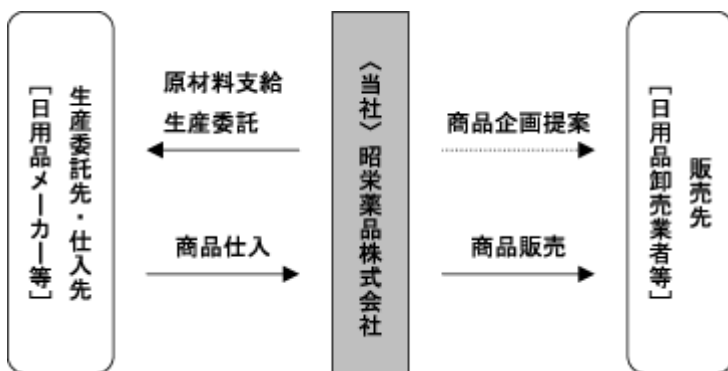 生産委託先・仕入先
［日用品メーカー等］
原材料支給
生産委託
商品仕入
〈当社〉昭栄薬品株式会社
商品企画提案
商品販売
販売先
［日用品卸売業者等］